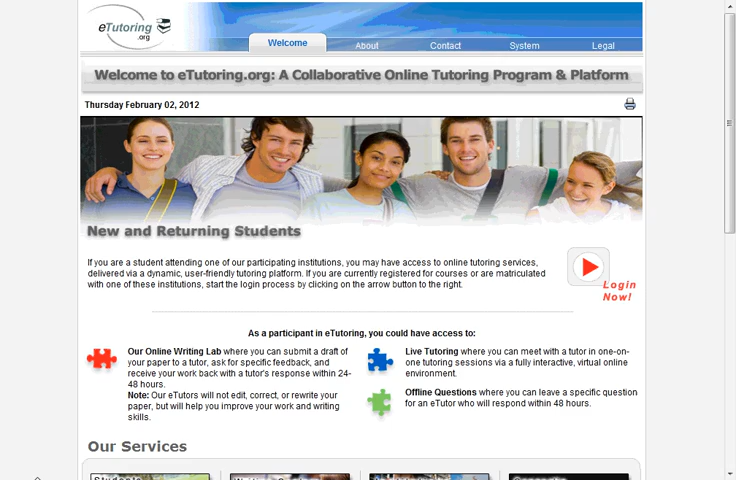 eTutoring
.org
Welcome
About
Contact
System
Legal
Welcome to eTutoring.org: A Collaborative Online Tutoring Program & Platform
Thursday February 02, 2012
New and Returning Students
If you are a student attending one of our participating institutions, you may have access to online tutoring services,
delivered via a dynamic, user-friendly tutoring platform. If you are currently registered for courses or are matriculated
with one of these institutions, start the login process by clicking on the arrow button to the right.
Login
Now!
As a participant in eTutoring, you could have access to:
Our Online Writing Lab where you can submit a draft of
your paper to a tutor, ask for specific feedback, and
receive your work back with a tutor's response within 24-
48 hours.
Note: Our eTutors will not edit, correct, or rewrite your
paper, but will help you improve your work and writing
skills.
Live Tutoring where you can meet with a tutor in one-on-
one tutoring sessions via a fully interactive, virtual online
environment.
Offline Questions where you can leave a specific question
for an eTutor who will respond within 48 hours.
Our Services
Students